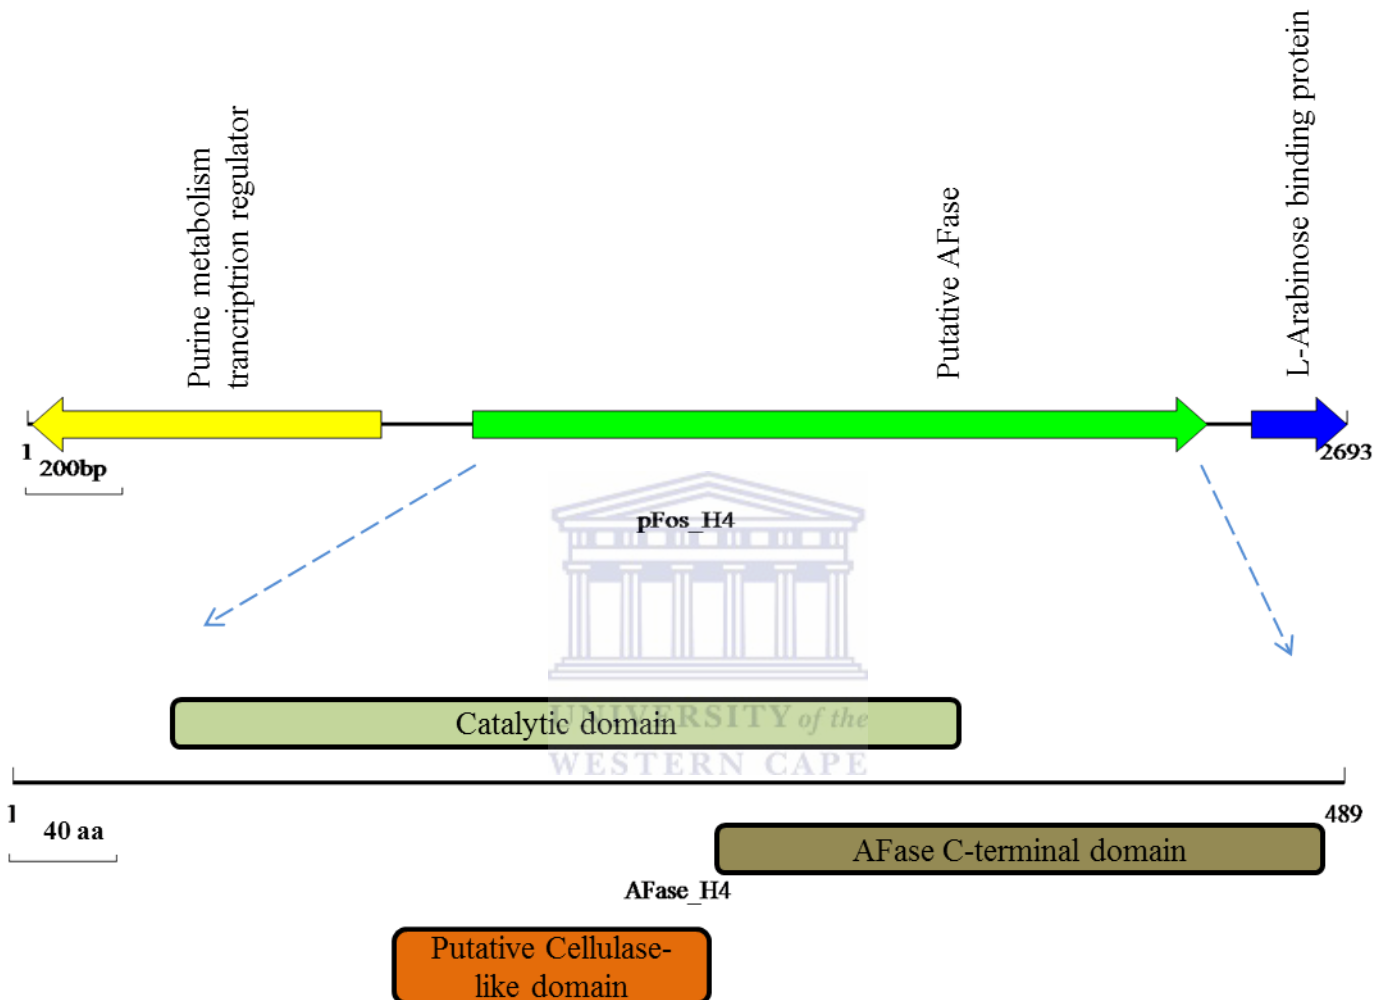 Purine metabolism
trancriprtion regulator
Putative AFase
L-Arabinose binding protein
1
2693
200bp
pFos_H4
Catalytic domain
UNIVERSITY of the
WESTERN CAPE
1
489
40 aa
AFase C-terminal domain
AFase_H4
Putative Cellulase-
like domain